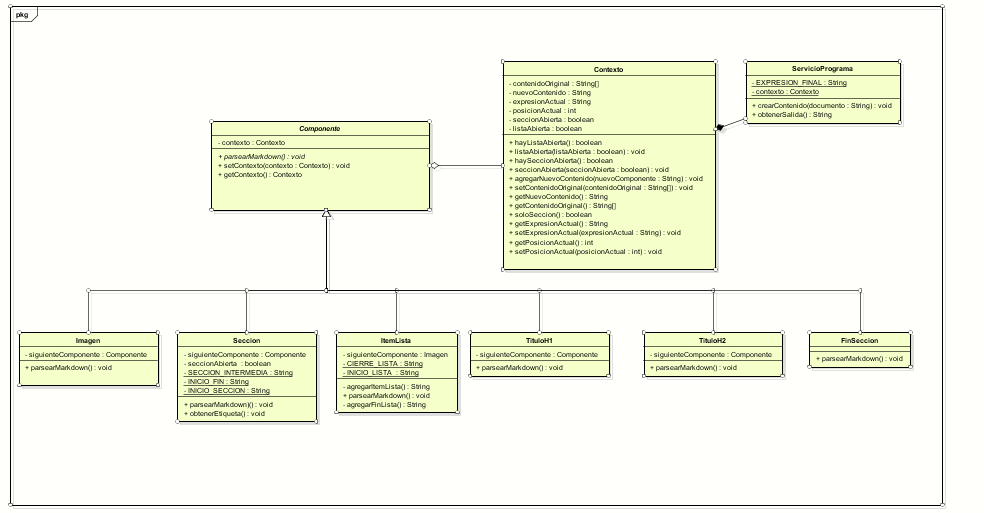 pkg
Contexto
- contenidoOriginal : String[]
- nuevoContenido : String
- expresionActual : String
- posicionActual : int
- seccionAbierta : boolean
- listaAbierta : boolean
+ hayListaAbierta() : boolean
+ listaAbierta(listaAbierta : boolean) : void
+ haySeccionAbierta() : boolean
+ seccionAbierta(seccionAbierta : boolean) : void
+ agregarNuevoContenido(nuevoComponente : String) : void
+ setContenidoOriginal(contenidoOriginal : String[]) : void
+ getNuevoContenido() : String
+ getContenidoOriginal() : String[]
+ soloSeccion() : boolean
+ getExpresionActual() : String
+ setExpresionActual(expresionActual : String) : void
+ getPosicionActual() : int
+ setPosicionActual(posicionActual : int) : void
ServicioPrograma
- EXPRESION_FINAL : String
- contexto : Contexto
+ crearContenido(documento : String) : void
+ obtenerSalida() : String
Componente
- contexto : Contexto
+ parsearMarkdown() : void
+ setContexto(contexto : Contexto) : void
+ getContexto() : Contexto
Imagen
- siguienteComponente : Componente
+ parsearMarkdown() : void
Seccion
- siguienteComponente : Componente
- seccionAbierta : boolean
- SECCION_INTERMEDIA : String
- INICIO_FIN : String
- INICIO_SECCION : String
+ parsearMarkdown() : void
+ obtenerEtiqueta() : void
ItemLista
- siguienteComponente : Imagen
- CIERRE_LISTA : String
- INICIO_LISTA : String
- agregarItemLista() : String
+ parsearMarkdown() : void
- agregarFinLista() : String
TituloH1
- siguienteComponente : Componente
+ parsearMarkdown() : void
TituloH2
- siguienteComponente : Componente
+ parsearMarkdown() : void
FinSeccion
+ parsearMarkdown() : void